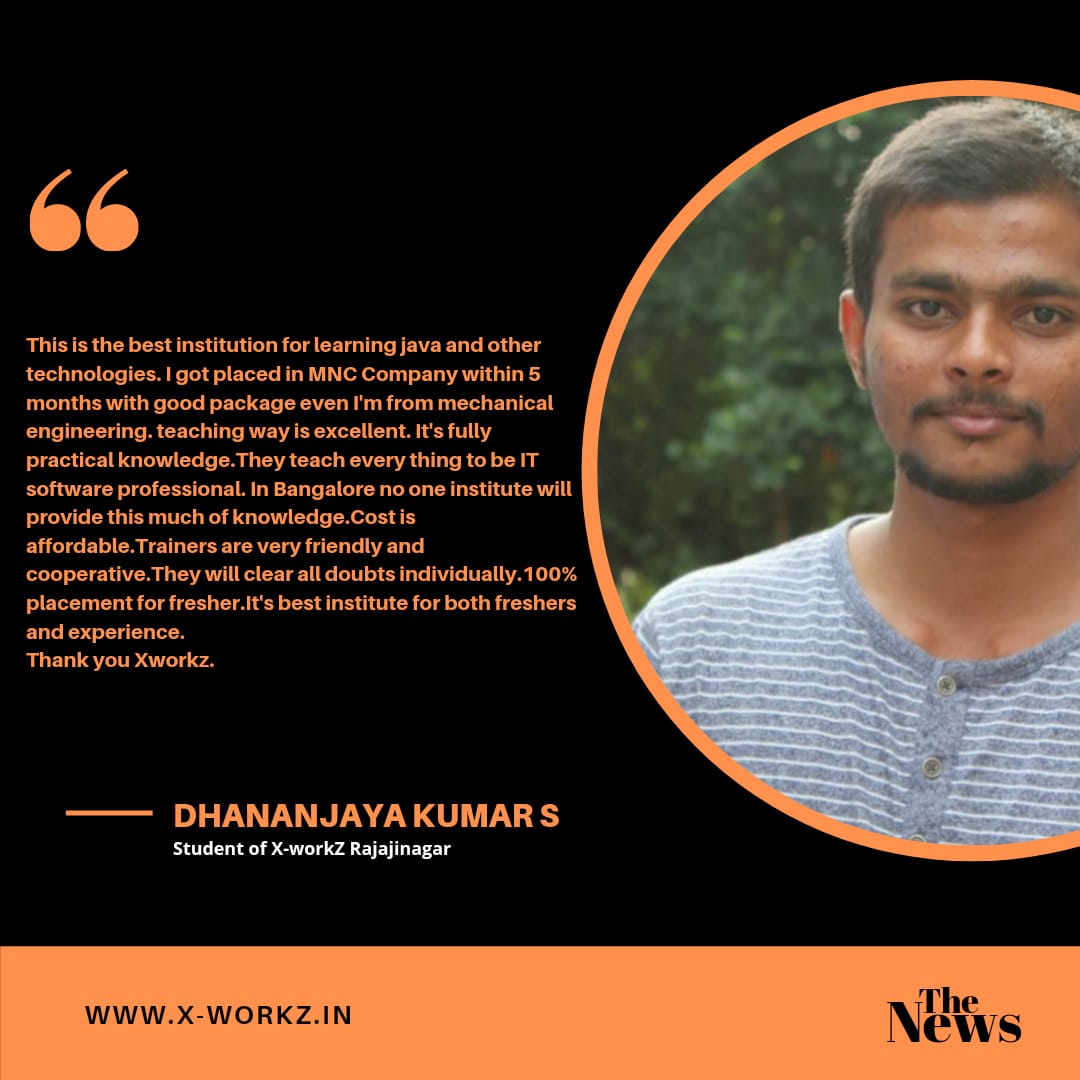 This is the best institution for learning java and other
technologies. I got placed in MNC Company within 5
months with good package even I'm from mechanical
engineering. teaching way is excellent. It's fully
practical knowledge.They teach every thing to be IT
software professional. In Bangalore no one institute will
provide this much of knowledge.Cost is
affordable.Trainers are very friendly and
cooperative.They will clear all doubts individually.100%
placement for fresher.It's best institute for both freshers
and experience.
Thank you Xworkz.
DHANANJAYA KUMAR S
Student of X-workZ Rajajinagar
WWW.X-WORKZ.IN
The
News